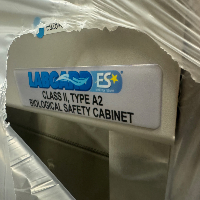 LABGARD ES
CLASS II, TYPE A2
BIOLOGICAL SAFETY CABINET